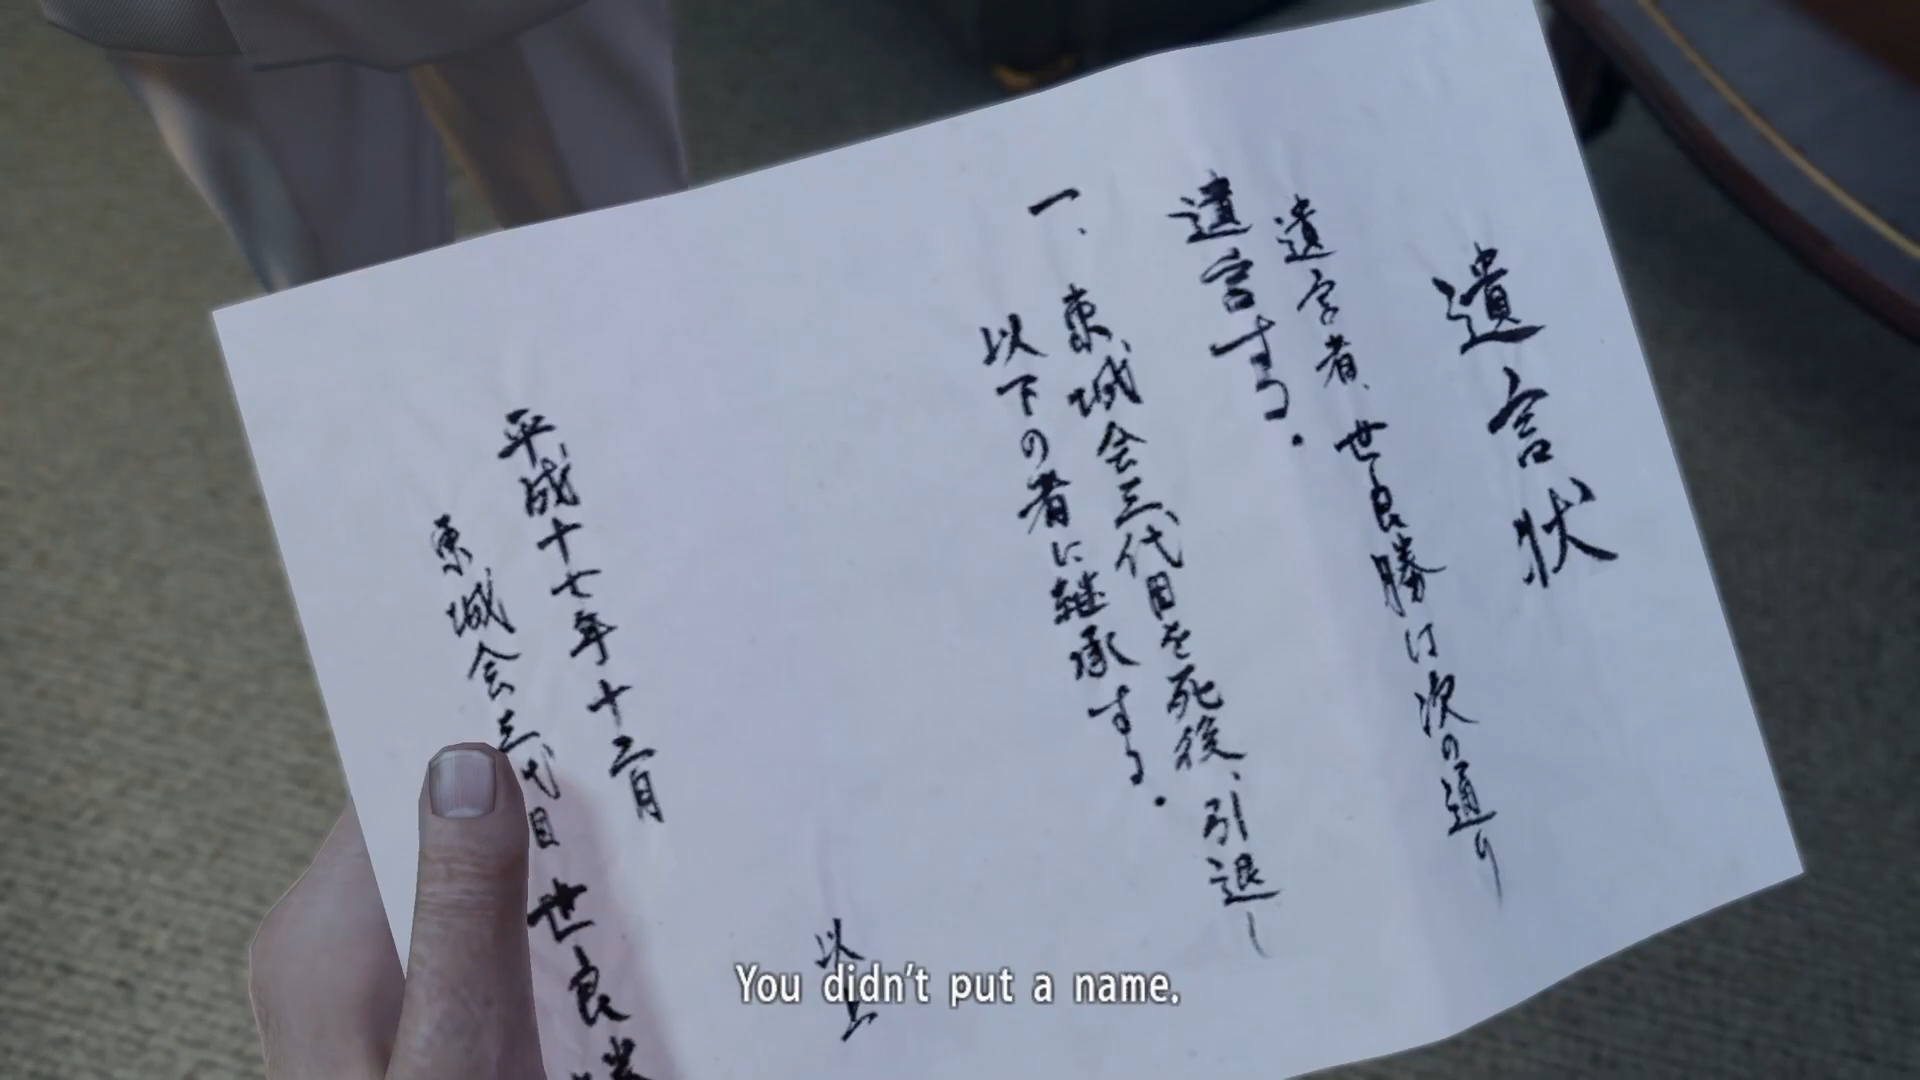 遺言状
遺言者、世良勝は次の通り
遺言する。
一、東城会三代目を死後、引退し
以下の者に継承する。
以上
平成十七年十二月
東城会三代目 世良勝
You didn't put a name.